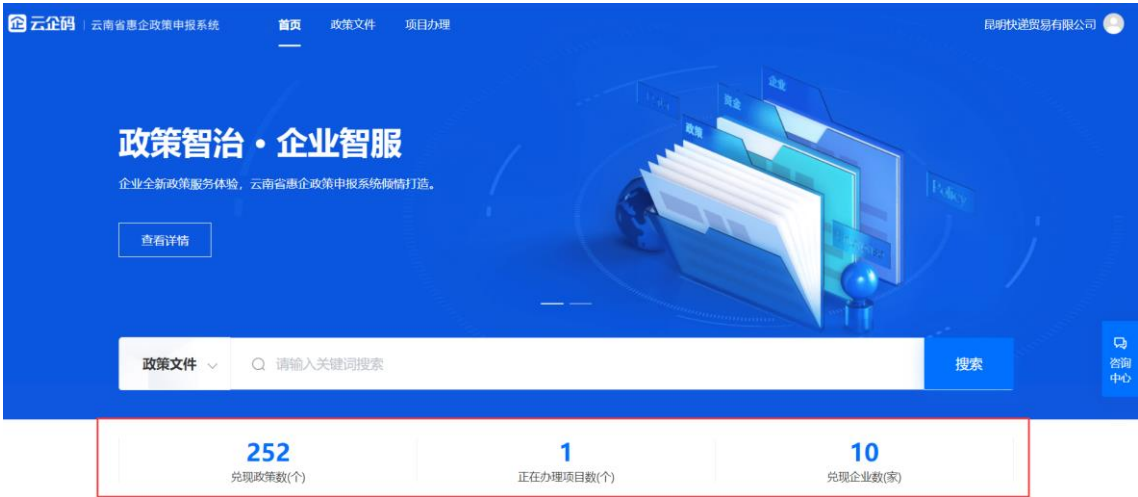 云企码 云南省惠企政策申报系统 首页 政策文件 项目办理 昆明快递贸易有限公司
企业
资金
政策
Policy
政策智治·企业智服
企业全新政策服务体验，云南省惠企政策申报系统倾情打造。
查看详情
政策文件 请输入关键词搜索 搜索
咨询
中心
252 1 10
兑现政策数(个) 正在办理项目数(个) 兑现企业数(家)